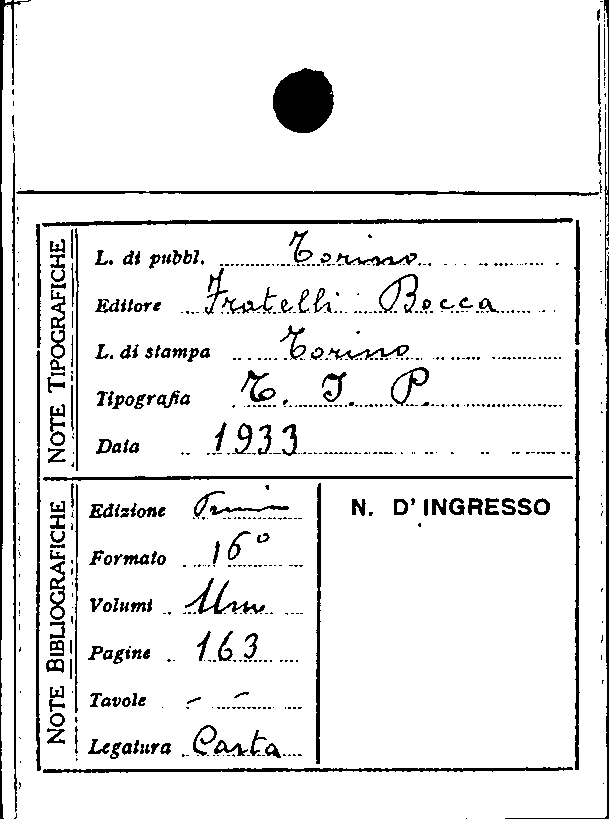 NOTE TIPOGRAFICHE
L. di pubbl. Torino
Editore Fratelli Bocca
L. di stampa Torino
Tipografia T. I. P.
Data 1933
NOTE BIBLIOGRAFICHE
Edizione
Formato 16°
Volumi Uno
Pagine 163
Tavole - -
Legatura Carta
N. D'INGRESSO